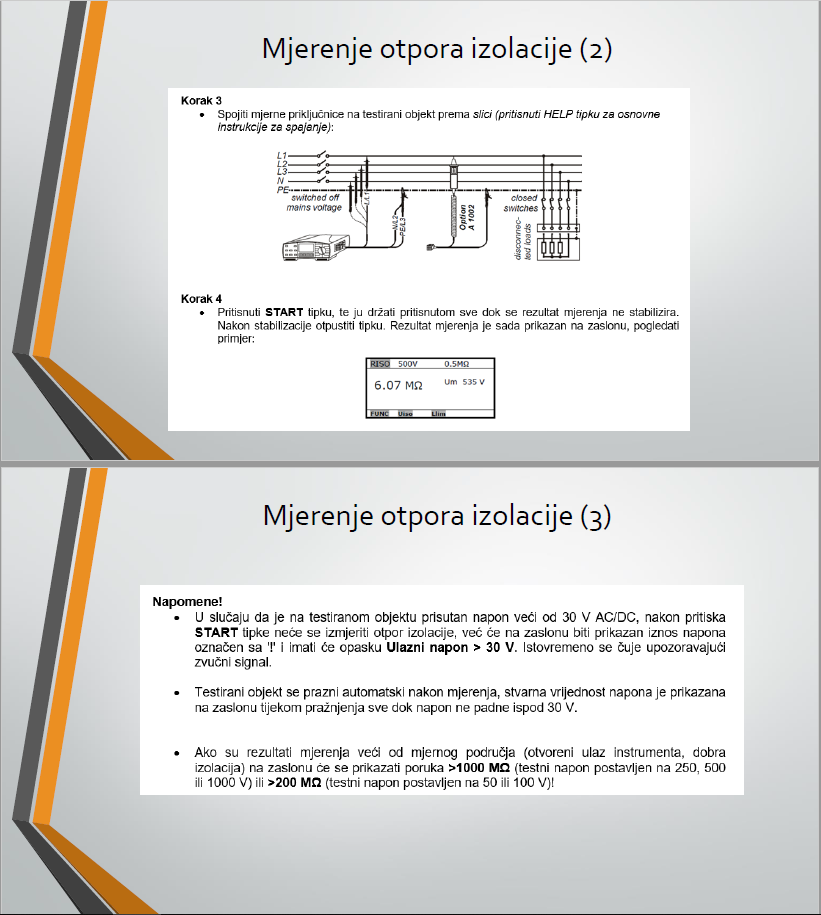 Mjerenje otpora izolacije (2)
Korak 3
• Spojiti mjerne priključnice na testirani objekt prema slici (pritisnuti HELP tipku za osnovne
instrukcije za spajanje):
L1
L2
L3
N
PE
switched off
mains voltage
L/L1
N/L2
PE/L3
Option
A 1002
closed
switches
disconnec-
ted loads
Korak 4
• Pritisnuti START tipku, te ju držati pritisnutom sve dok se rezultat mjerenja ne stabilizira.
Nakon stabilizacije otpustiti tipku. Rezultat mjerenja je sada prikazan na zaslonu, pogledati
primjer:
RISO 500V 0.5MΩ
6.07 MΩ Um 535 V
FUNC Uiso Rlim
Mjerenje otpora izolacije (3)
Napomene!
• U slučaju da je na testiranom objektu prisutan napon veći od 30 V AC/DC, nakon pritiska
START tipke neće se izmjeriti otpor izolacije, već će na zaslonu biti prikazan iznos napona
označen sa '!' i imati će opasku Ulazni napon > 30 V. Istovremeno se čuje upozoravajući
zvučni signal.
• Testirani objekt se prazni automatski nakon mjerenja, stvarna vrijednost napona je prikazana
na zaslonu tijekom pražnjenja sve dok napon ne padne ispod 30 V.
• Ako su rezultati mjerenja veći od mjernog područja (otvoreni ulaz instrumenta, dobra
izolacija) na zaslonu će se prikazati poruka >1000 MΩ (testni napon postavljen na 250, 500
ili 1000 V) ili >200 MΩ (testni napon postavljen na 50 ili 100 V)!